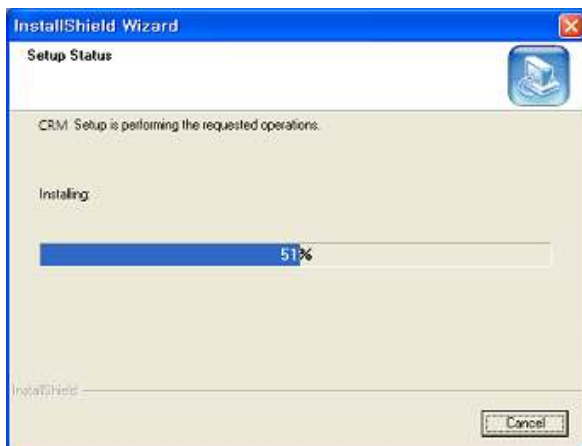 InstallShield Wizard
Setup Status
CRM Setup is performing the requested operations.
Installing:
51%
InstallShield
Cancel